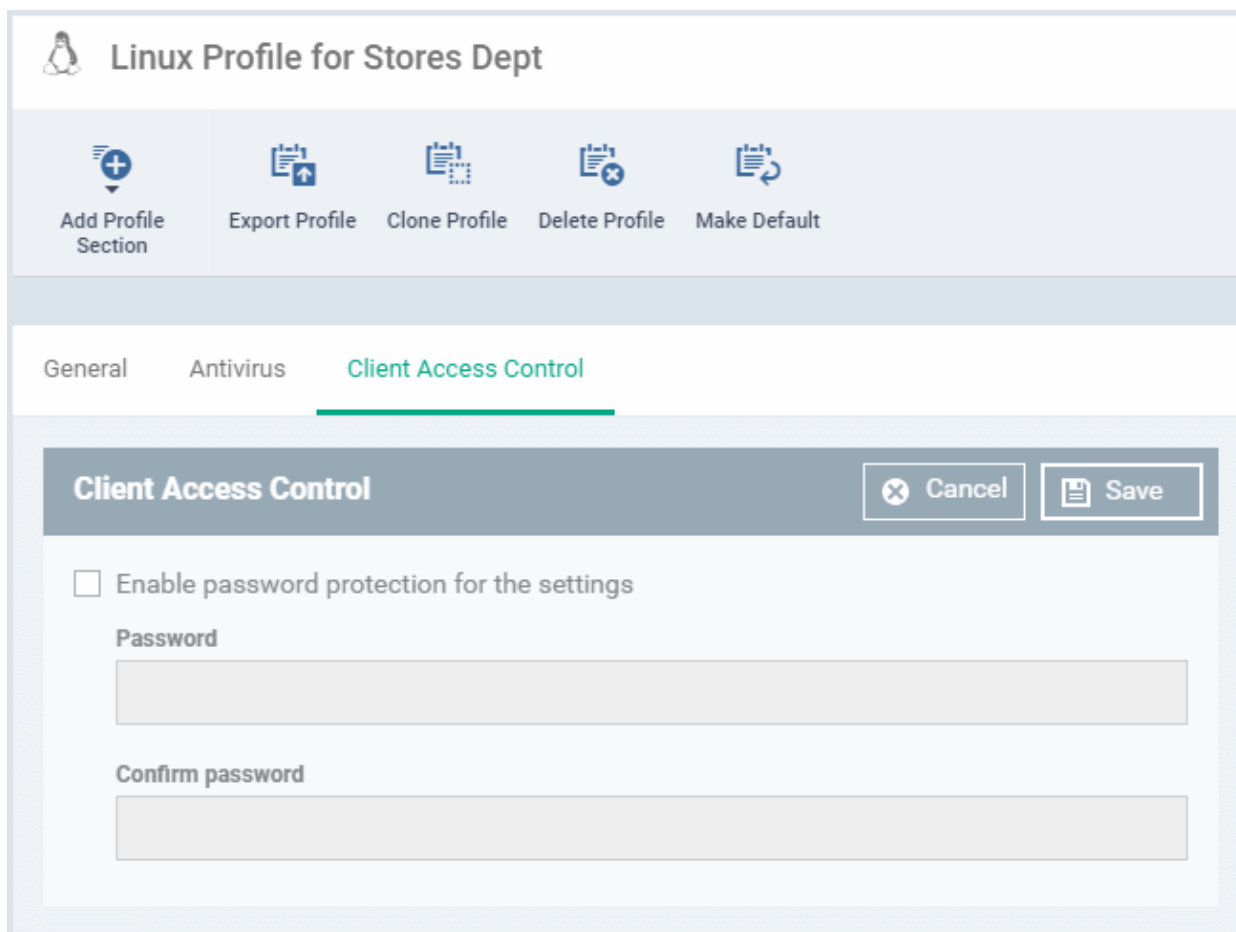 Linux Profile for Stores Dept
Add Profile
Section
Export Profile
Clone Profile
Delete Profile
Make Default
General
Antivirus
Client Access Control
Client Access Control
Cancel
Save
Enable password protection for the settings
Password
Confirm password